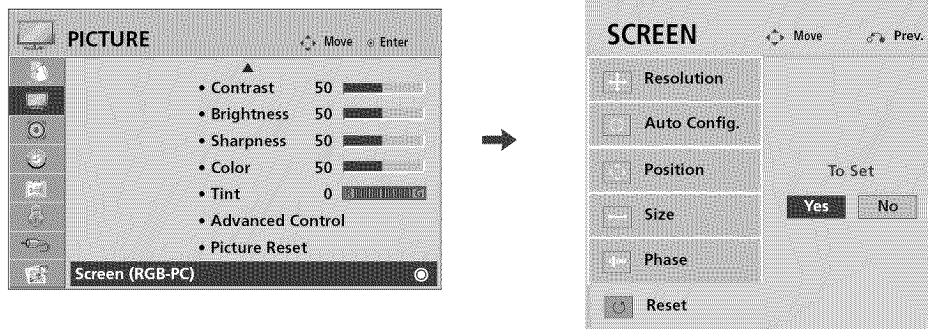 PICTURE
Move Enter
• Contrast 50
• Brightness 50
• Sharpness 50
• Color 50
• Tint 0 R G
• Advanced Control
• Picture Reset
Screen (RGB-PC)
SCREEN
Move Prev.
Resolution
Auto Config.
Position
Size
Phase
Reset
To Set
Yes No